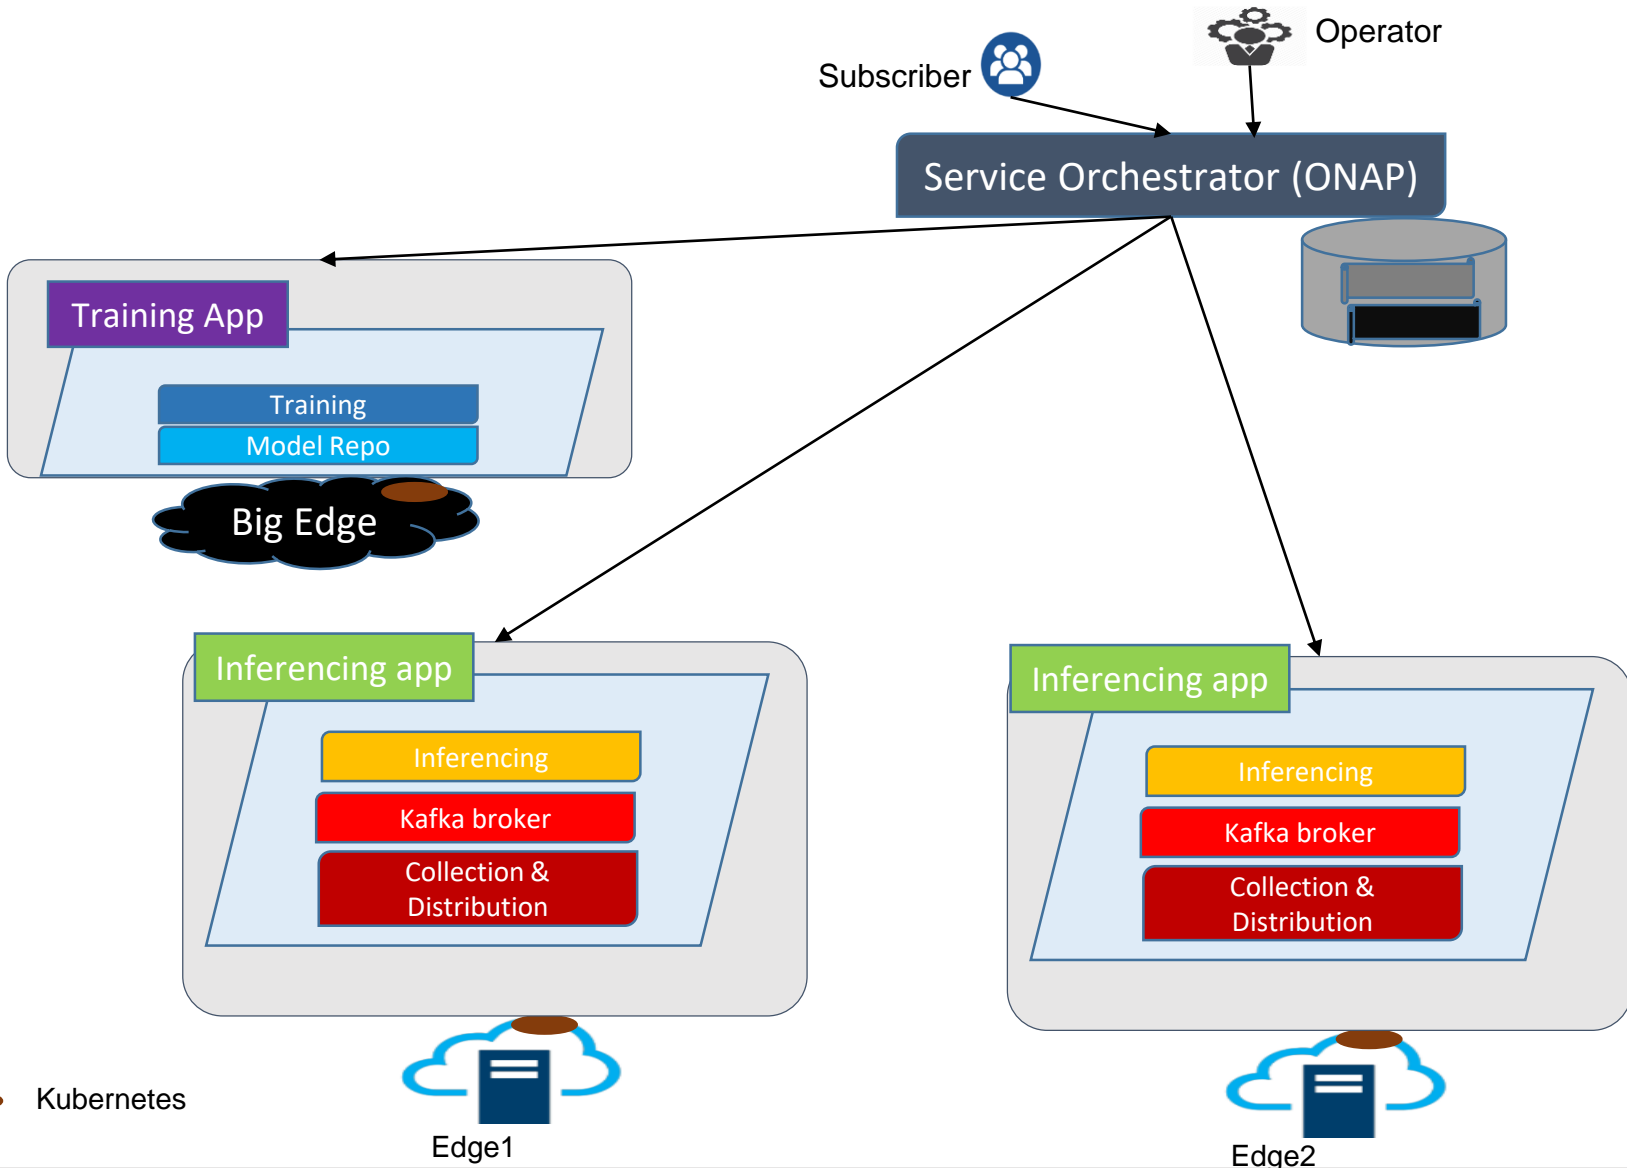 Operator
Subscriber
Service Orchestrator (ONAP)
Training App
Training
Model Repo
Big Edge
Inferencing app
Inferencing
Kafka broker
Collection &
Distribution
Inferencing app
Inferencing
Kafka broker
Collection &
Distribution
Kubernetes
Edge1
Edge2